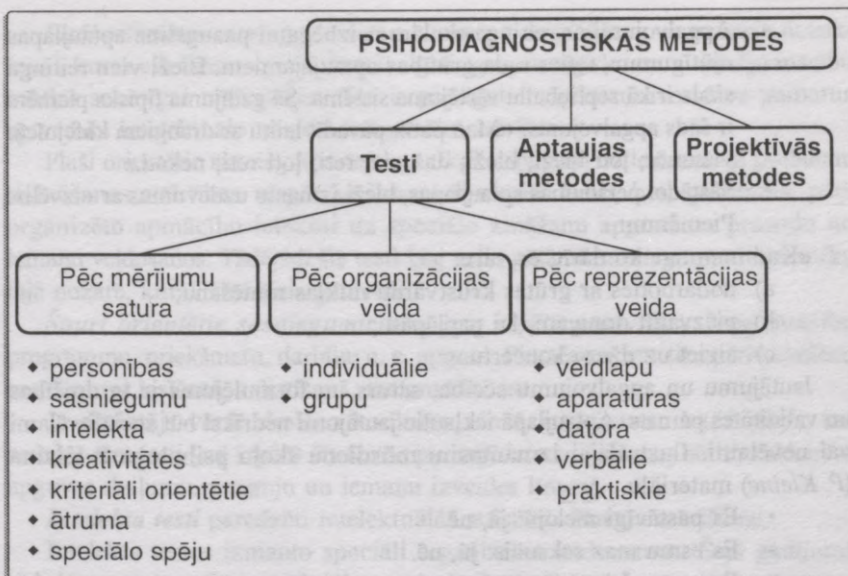 PSIHODIAGNOSTISKĀS METODES
Testi
Aptaujas
metodes
Projektīvās
metodes
Pēc mērījumu
satura
Pēc organizācijas
veida
Pēc reprezentācijas
veida
• personības
• sasniegumu
• intelekta
• kreativitātes
• kritēriāli orientētie
• ātruma
• speciālo spēju
• individuālie
• grupu
• veidlapu
• aparatūras
• datora
• verbālie
• praktiskie